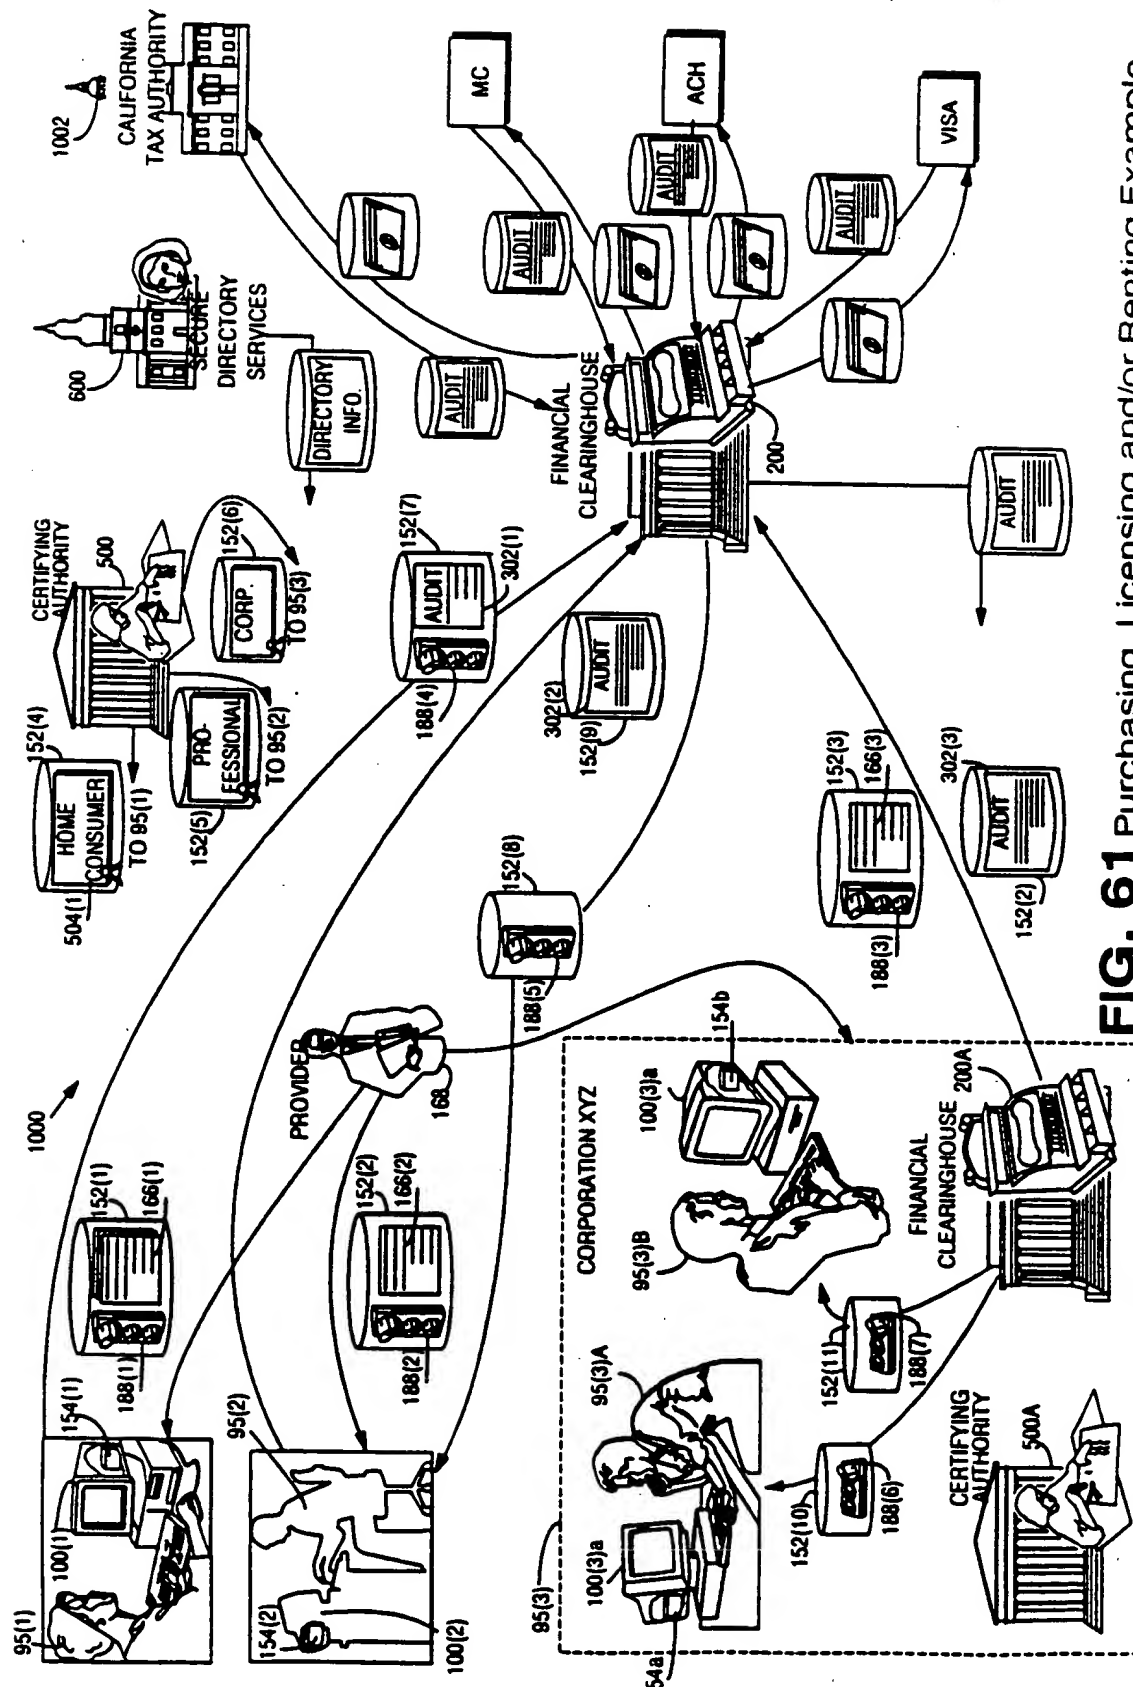 1002
CALIFORNIA
TAX AUTHORITY
MC
ACH
VISA
600
SECURE
DIRECTORY
SERVICES
DIRECTORY
INFO.
AUDIT
AUDIT
AUDIT
AUDIT
FINANCIAL
CLEARINGHOUSE
200
AUDIT
CERTIFYING
AUTHORITY
500
152(4)
HOME
CONSUMER
504(1
TO 95(1)
PRO-
FESSIONAL
152(5)
TO 95(2)
152(6)
CORP.
TO 95(3)
152(7)
AUDIT
302(1)
188(4)
302(2)
AUDIT
152(9)
152(8)
188(5)
152(3)
166(3)
188(3)
302(3)
AUDIT
152(2)
1000
PROVIDER
168
152(1)
166(1)
188(1)
152(2)
166(2)
188(2)
95(1)
100(1)
154(1)
95(2)
154(2)
100(2)
95(3)
CORPORATION XYZ
100(3)a
154b
95(3)B
100(3)a
54a
95(3)A
152(11)
188(7)
152(10)
188(6)
FINANCIAL
CLEARINGHOUSE
200A
CERTIFYING
AUTHORITY
500A
FIG. 61 Purchasing, Licensing and/or Renting Example